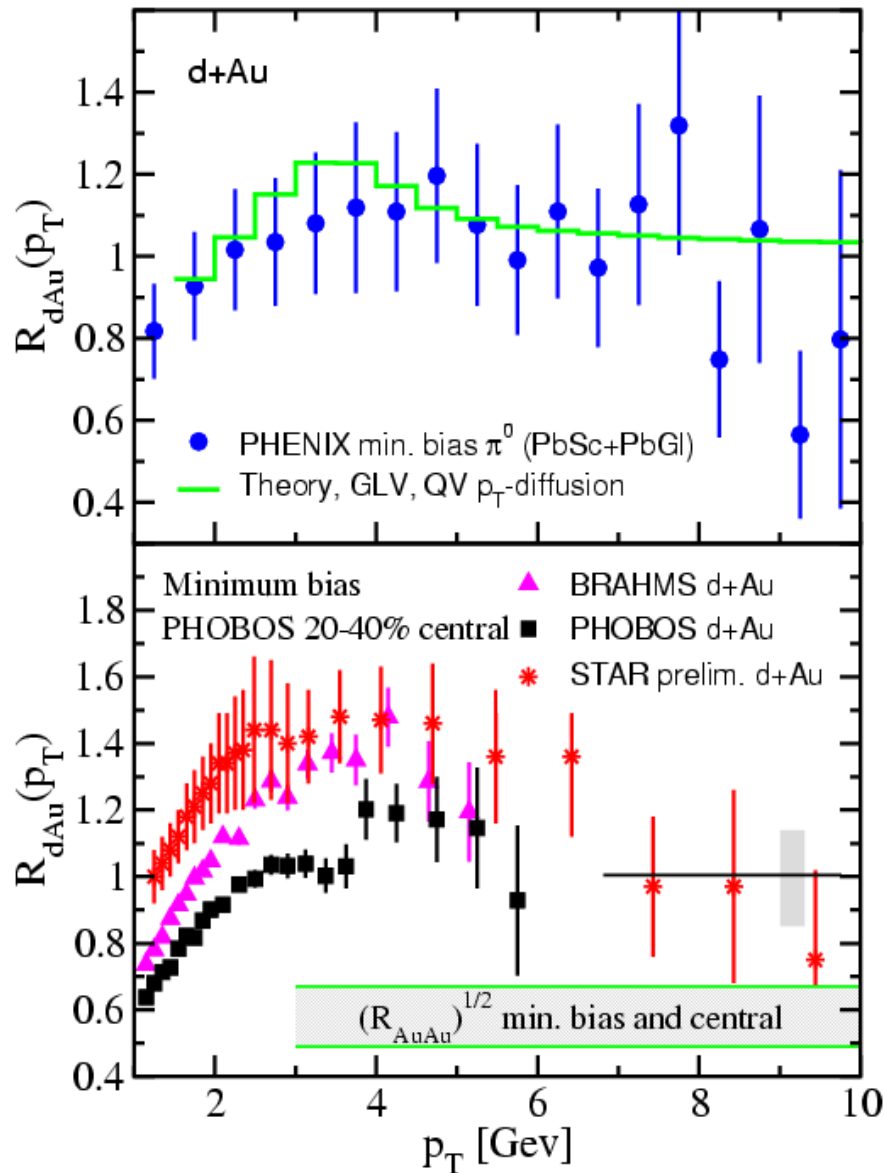 d+Au
1.4
1.2
1
0.8
0.6
0.4
R_dAu(p_T)
PHENIX min. bias π^0 (PbSc+PbGl)
Theory, GLV, QV p_T-diffusion
Minimum bias
PHOBOS 20-40% central
BRAHMS d+Au
PHOBOS d+Au
STAR prelim. d+Au
1.8
1.6
1.4
1.2
1
0.8
0.6
0.4
R_dAu(p_T)
(R_AuAu)^1/2 min. bias and central
2 4 6 8 10
p_T [Gev]